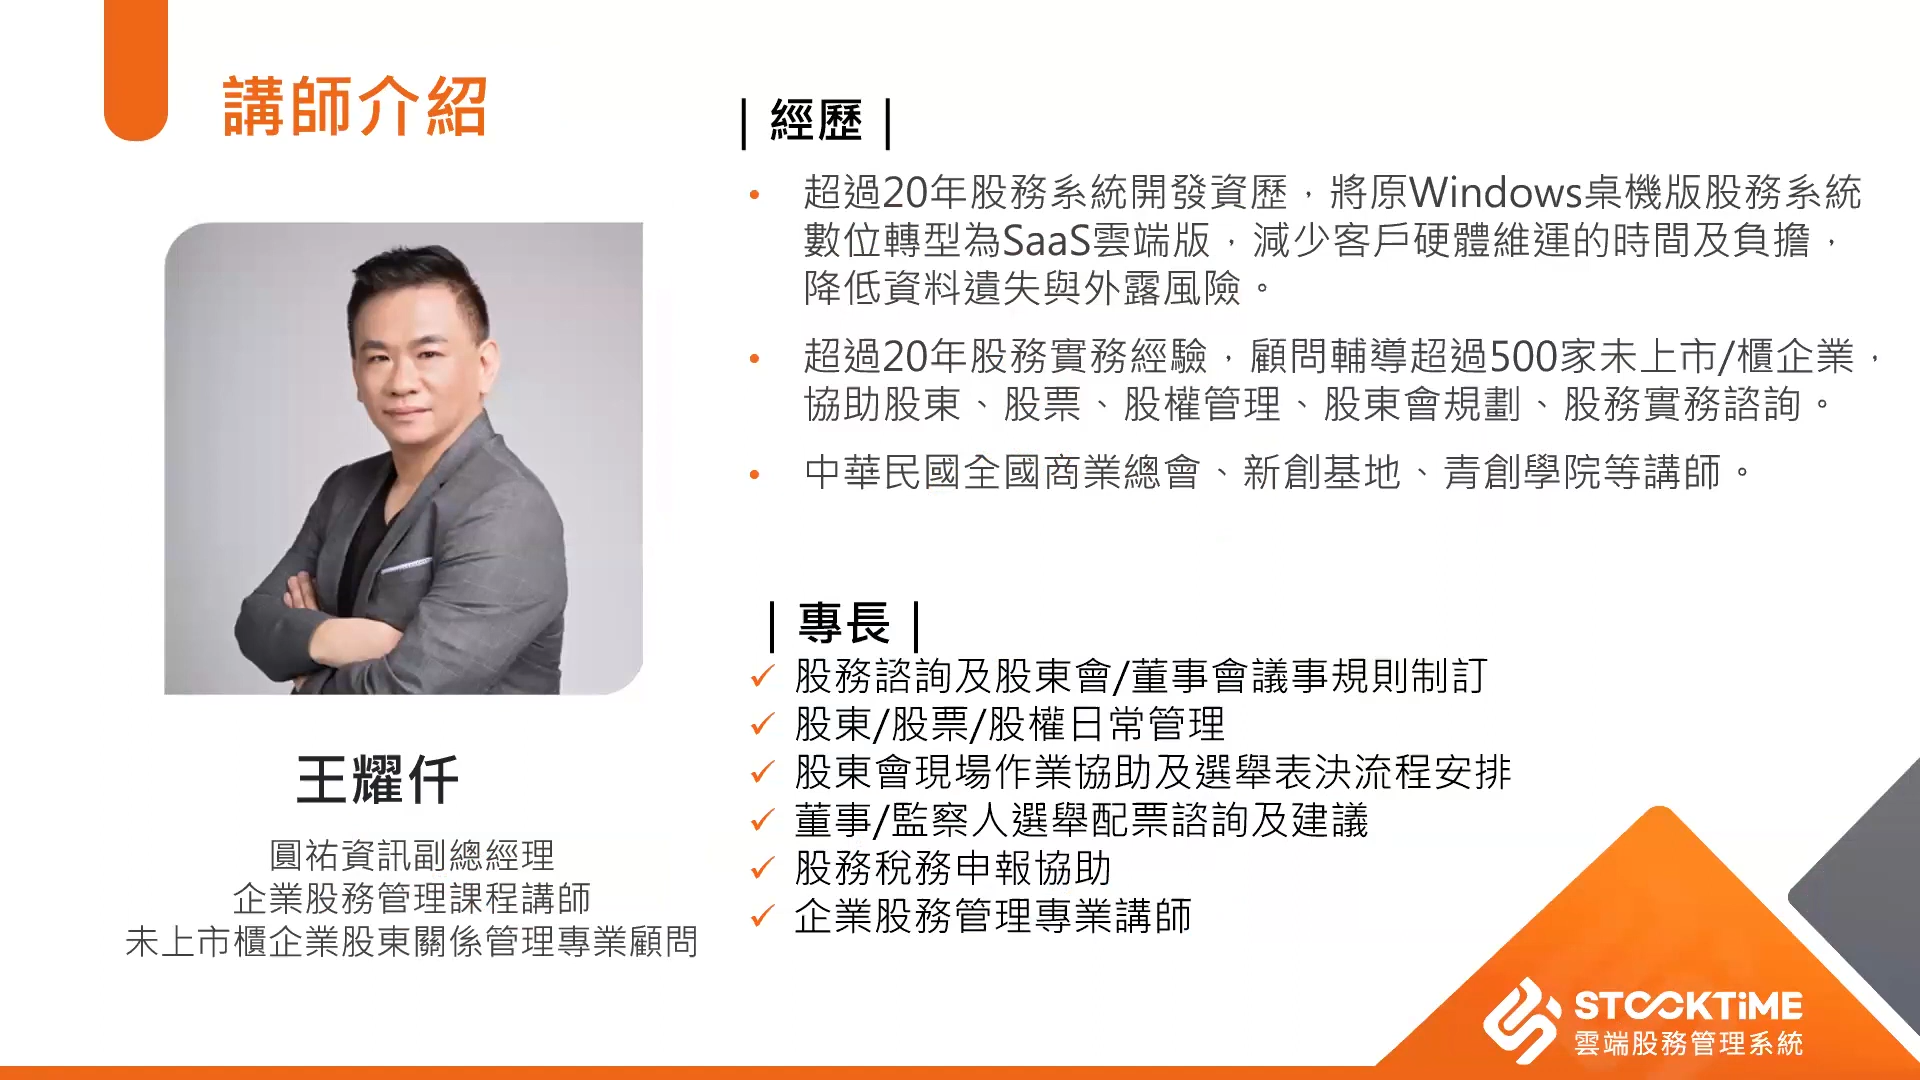 講師介紹
王耀仟
圓祐資訊副總經理
企業股務管理課程講師
未上市櫃企業股東關係管理專業顧問
| 經歷 |
• 超過20年股務系統開發資歷，將原Windows桌機版股務系統
數位轉型為SaaS雲端版，減少客戶硬體維運的時間及負擔，
降低資料遺失與外露風險。
• 超過20年股務實務經驗，顧問輔導超過500家未上市/櫃企業，
協助股東、股票、股權管理、股東會規劃、股務實務諮詢。
• 中華民國全國商業總會、新創基地、青創學院等講師。
| 專長 |
✓ 股務諮詢及股東會/董事會議事規則制訂
✓ 股東/股票/股權日常管理
✓ 股東會現場作業協助及選舉表決流程安排
✓ 董事/監察人選舉配票諮詢及建議
✓ 股務稅務申報協助
✓ 企業股務管理專業講師
STOCKTiME
雲端股務管理系統